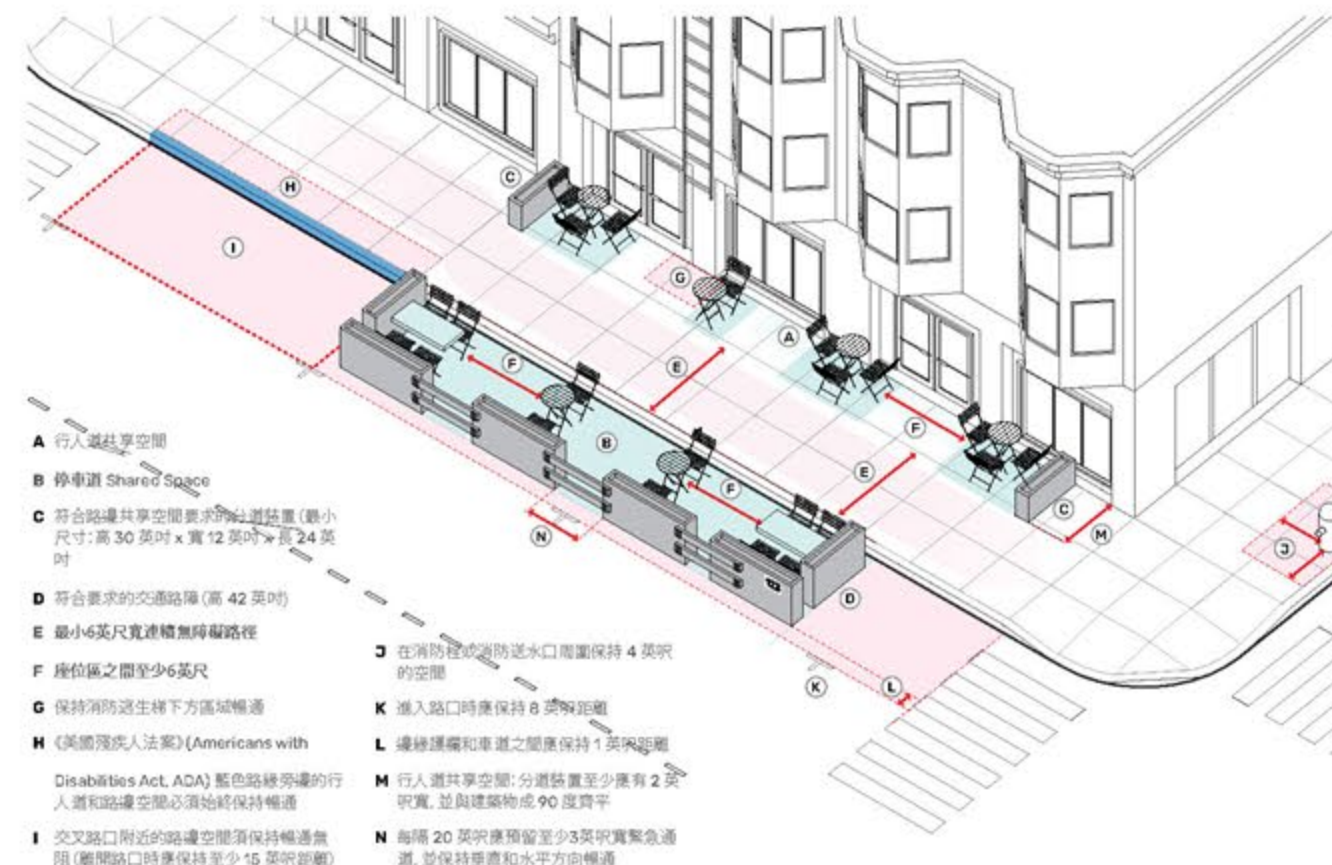 H
I
C
G
A
F
E
B
F
E
F
N
C
M
J
D
K
L
A 行人道共享空間
B 停車道 Shared Space
C 符合路邊共享空間要求的分道裝置(最小
尺寸:高 30 英吋 x 寬 12 英吋 x 長 24 英
吋
D 符合要求的交通路障(高 42 英吋)
E 最小6英尺寬連續無障礙路徑
F 座位區之間至少6英尺
G 保持消防逃生梯下方區域暢通
H 《美國殘疾人法案》(Americans with
Disabilities Act, ADA) 藍色路緣旁邊的行
人道和路邊空間必須始終保持暢通
I 交叉路口附近的路邊空間須保持暢通無
阻(離開路口時應保持至少 15 英呎距離)
J 在消防栓或消防送水口周圍保持 4 英呎
的空間
K 進入路口時應保持 8 英呎距離
L 邊緣護欄和車道之間應保持 1 英呎距離
M 行人道共享空間:分道裝置至少應有 2 英
呎寬, 並與建築物成 90 度齊平
N 每隔 20 英呎應預留至少3英呎寬緊急通
道, 並保持垂直和水平方向暢通